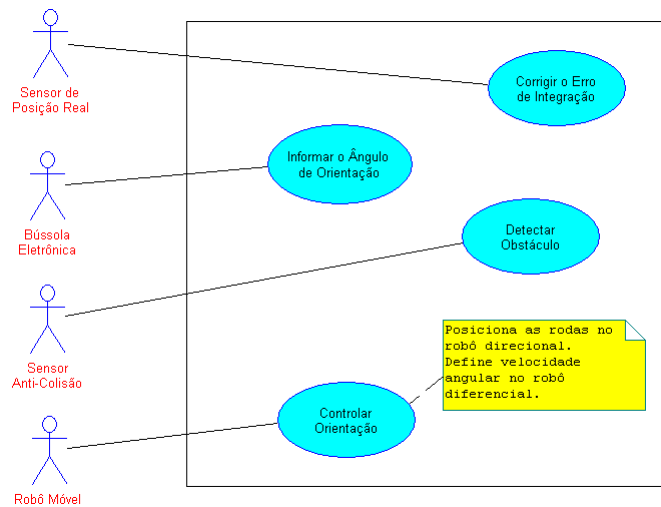 Sensor de
Posição Real
Corrigir o Erro
de Integração
Informar o Ângulo
de Orientação
Bússola
Eletrônica
Detectar
Obstáculo
Sensor
Anti-Colisão
Posiciona as rodas no
robô direcional.
Define velocidade
angular no robô
diferencial.
Controlar
Orientação
Robô Móvel